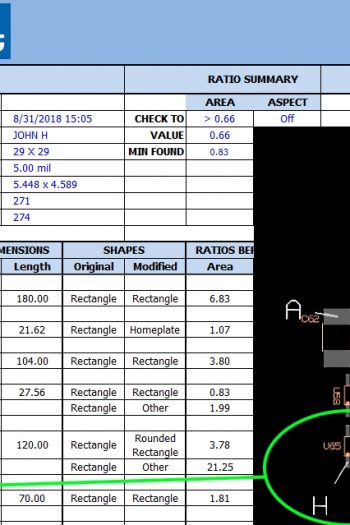 RATIO SUMMARY
AREA ASPECT
8/31/2018 15:05 CHECK TO > 0.66 Off
JOHN H VALUE 0.66
29 X 29 MIN FOUND 0.83
5.00 mil
5.448 x 4.589
271
274
MENSIONS SHAPES RATIOS BEF
Length Original Modified Area
180.00 Rectangle Rectangle 6.83
21.62 Rectangle Homeplate 1.07
104.00 Rectangle Rectangle 3.80
27.56 Rectangle Rectangle 0.83
Rectangle Other 1.99
120.00 Rectangle Rounded Rectangle 3.78
Rectangle Other 21.25
70.00 Rectangle Rectangle 1.81
A
C62
U58
U65
H